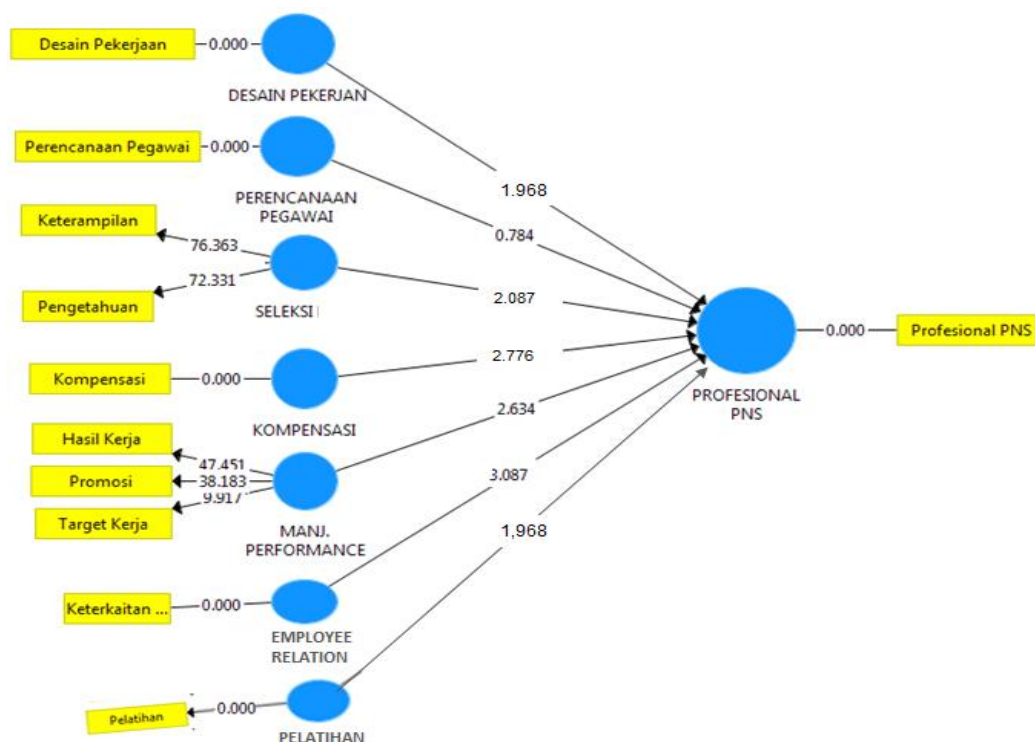 Desain Pekerjaan
0.000
DESAIN PEKERJAN
1.968
Perencanaan Pegawai
0.000
PERENCANAAN
PEGAWAI
0.784
Keterampilan
76.363
72.331
Pengetahuan
SELEKSI
2.087
Kompensasi
0.000
KOMPENSASI
2.776
Hasil Kerja
47.451
Promosi
38.183
9.917
Target Kerja
MANJ.
PERFORMANCE
2.634
Keterkaitan ...
0.000
EMPLOYEE
RELATION
3.087
Pelatihan
0.000
PELATIHAN
1,968
PROFESIONAL
PNS
0.000
Profesional PNS